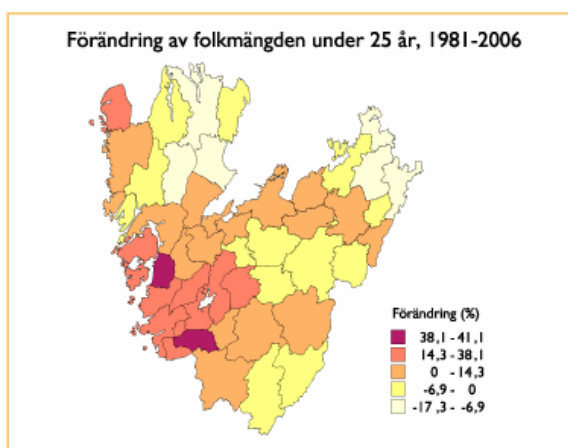 Förändring av folkmängden under 25 år, 1981-2006
Förändring (%)
38,1 - 41,1
14,3 - 38,1
0 - 14,3
-6,9 - 0
-17,3 - -6,9